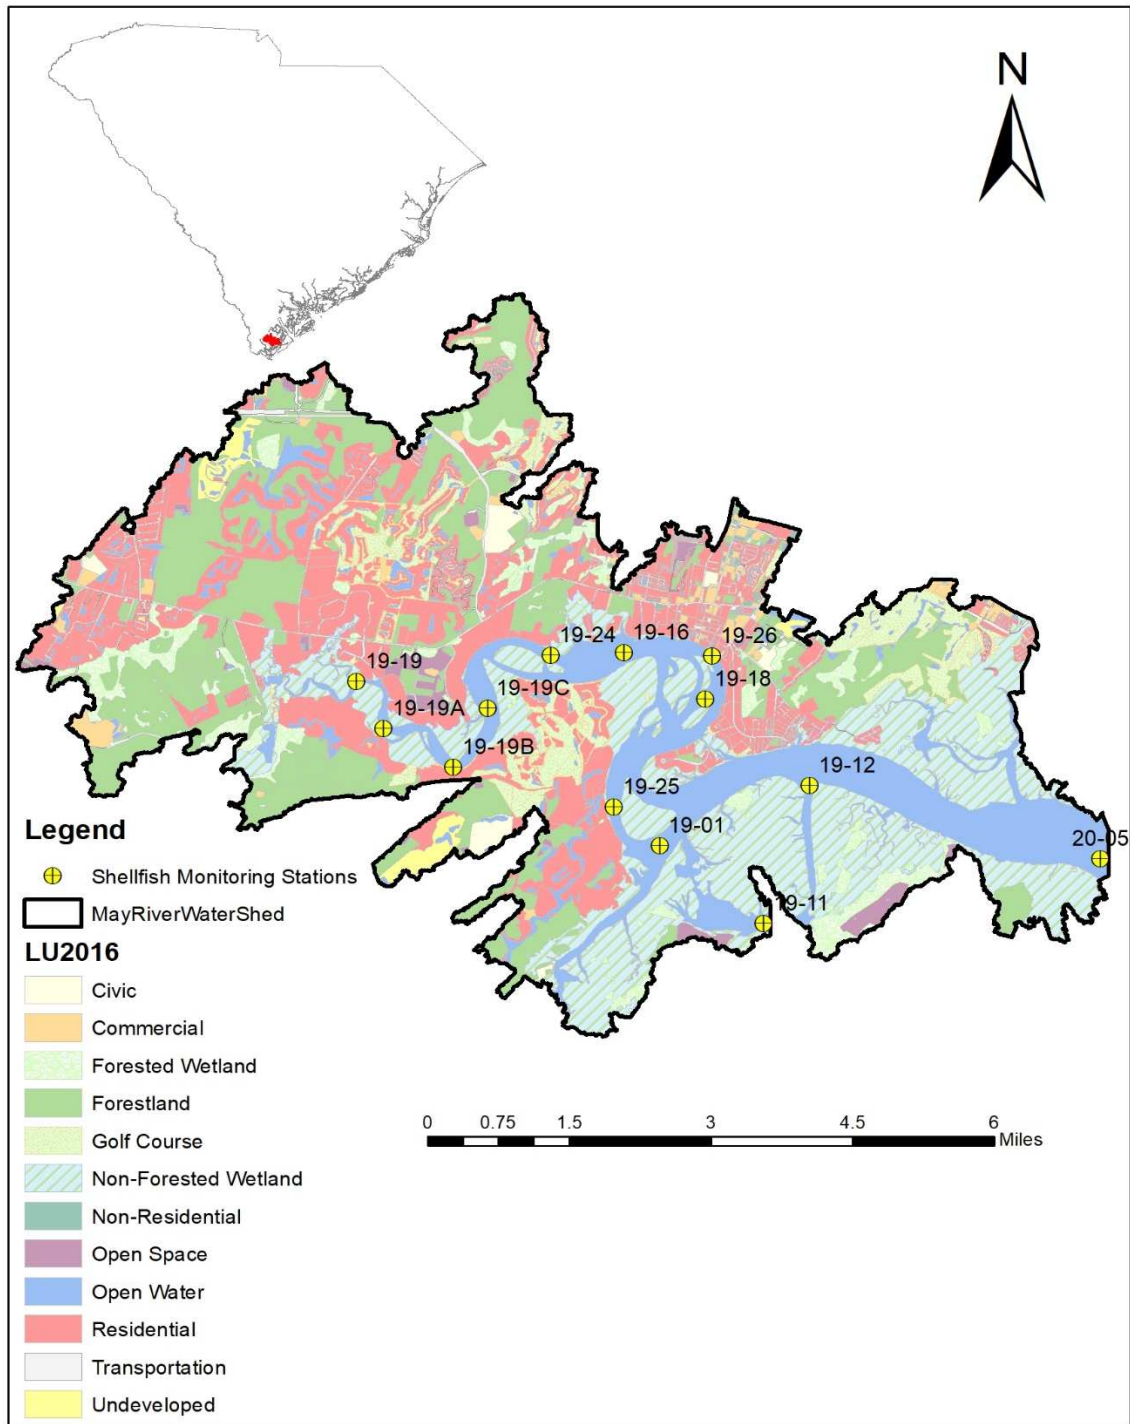 N
19-24
19-16
19-26
19-19
19-19C
19-18
19-19A
19-19B
19-12
19-25
19-01
20-05
19-11
Legend
Shellfish Monitoring Stations
MayRiverWaterShed
LU2016
Civic
Commercial
Forested Wetland
Forestland
Golf Course
Non-Forested Wetland
Non-Residential
Open Space
Open Water
Residential
Transportation
Undeveloped
0 0.75 1.5 3 4.5 6
Miles